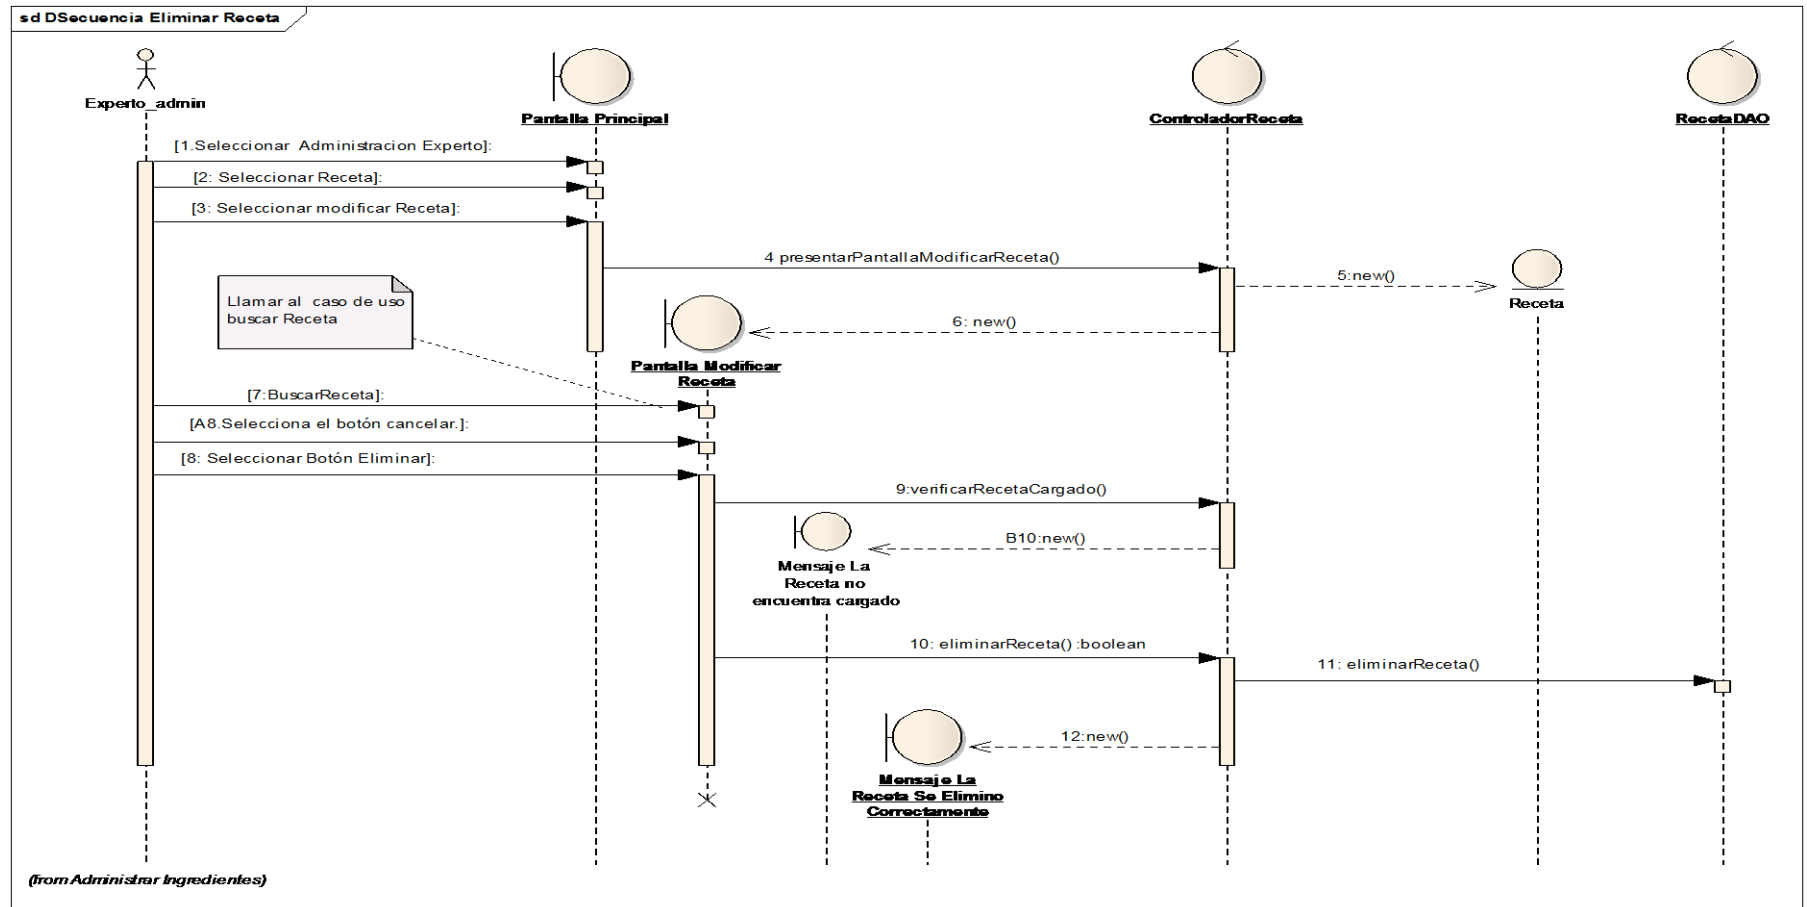 sd DSecuencia Eliminar Receta
Experto_admin
Pantalla Principal
ControladorReceta
RecetaDAO
[1.Seleccionar Administracion Experto]:
[2: Seleccionar Receta]:
[3: Seleccionar modificar Receta]:
4 presentarPantallaModificarReceta()
5:new()
Receta
Llamar al caso de uso
buscar Receta
6: new()
Pantalla Modificar
Receta
[7:BuscarReceta]:
[A8.Selecciona el botón cancelar.]:
[8: Seleccionar Botón Eliminar]:
9:verificarRecetaCargado()
B10:new()
Mensaje La
Receta no
encuentra cargado
10: eliminarReceta() :boolean
11: eliminarReceta()
12:new()
Mensaje La
Receta Se Elimino
Correctamente
(from Administrar Ingredientes)